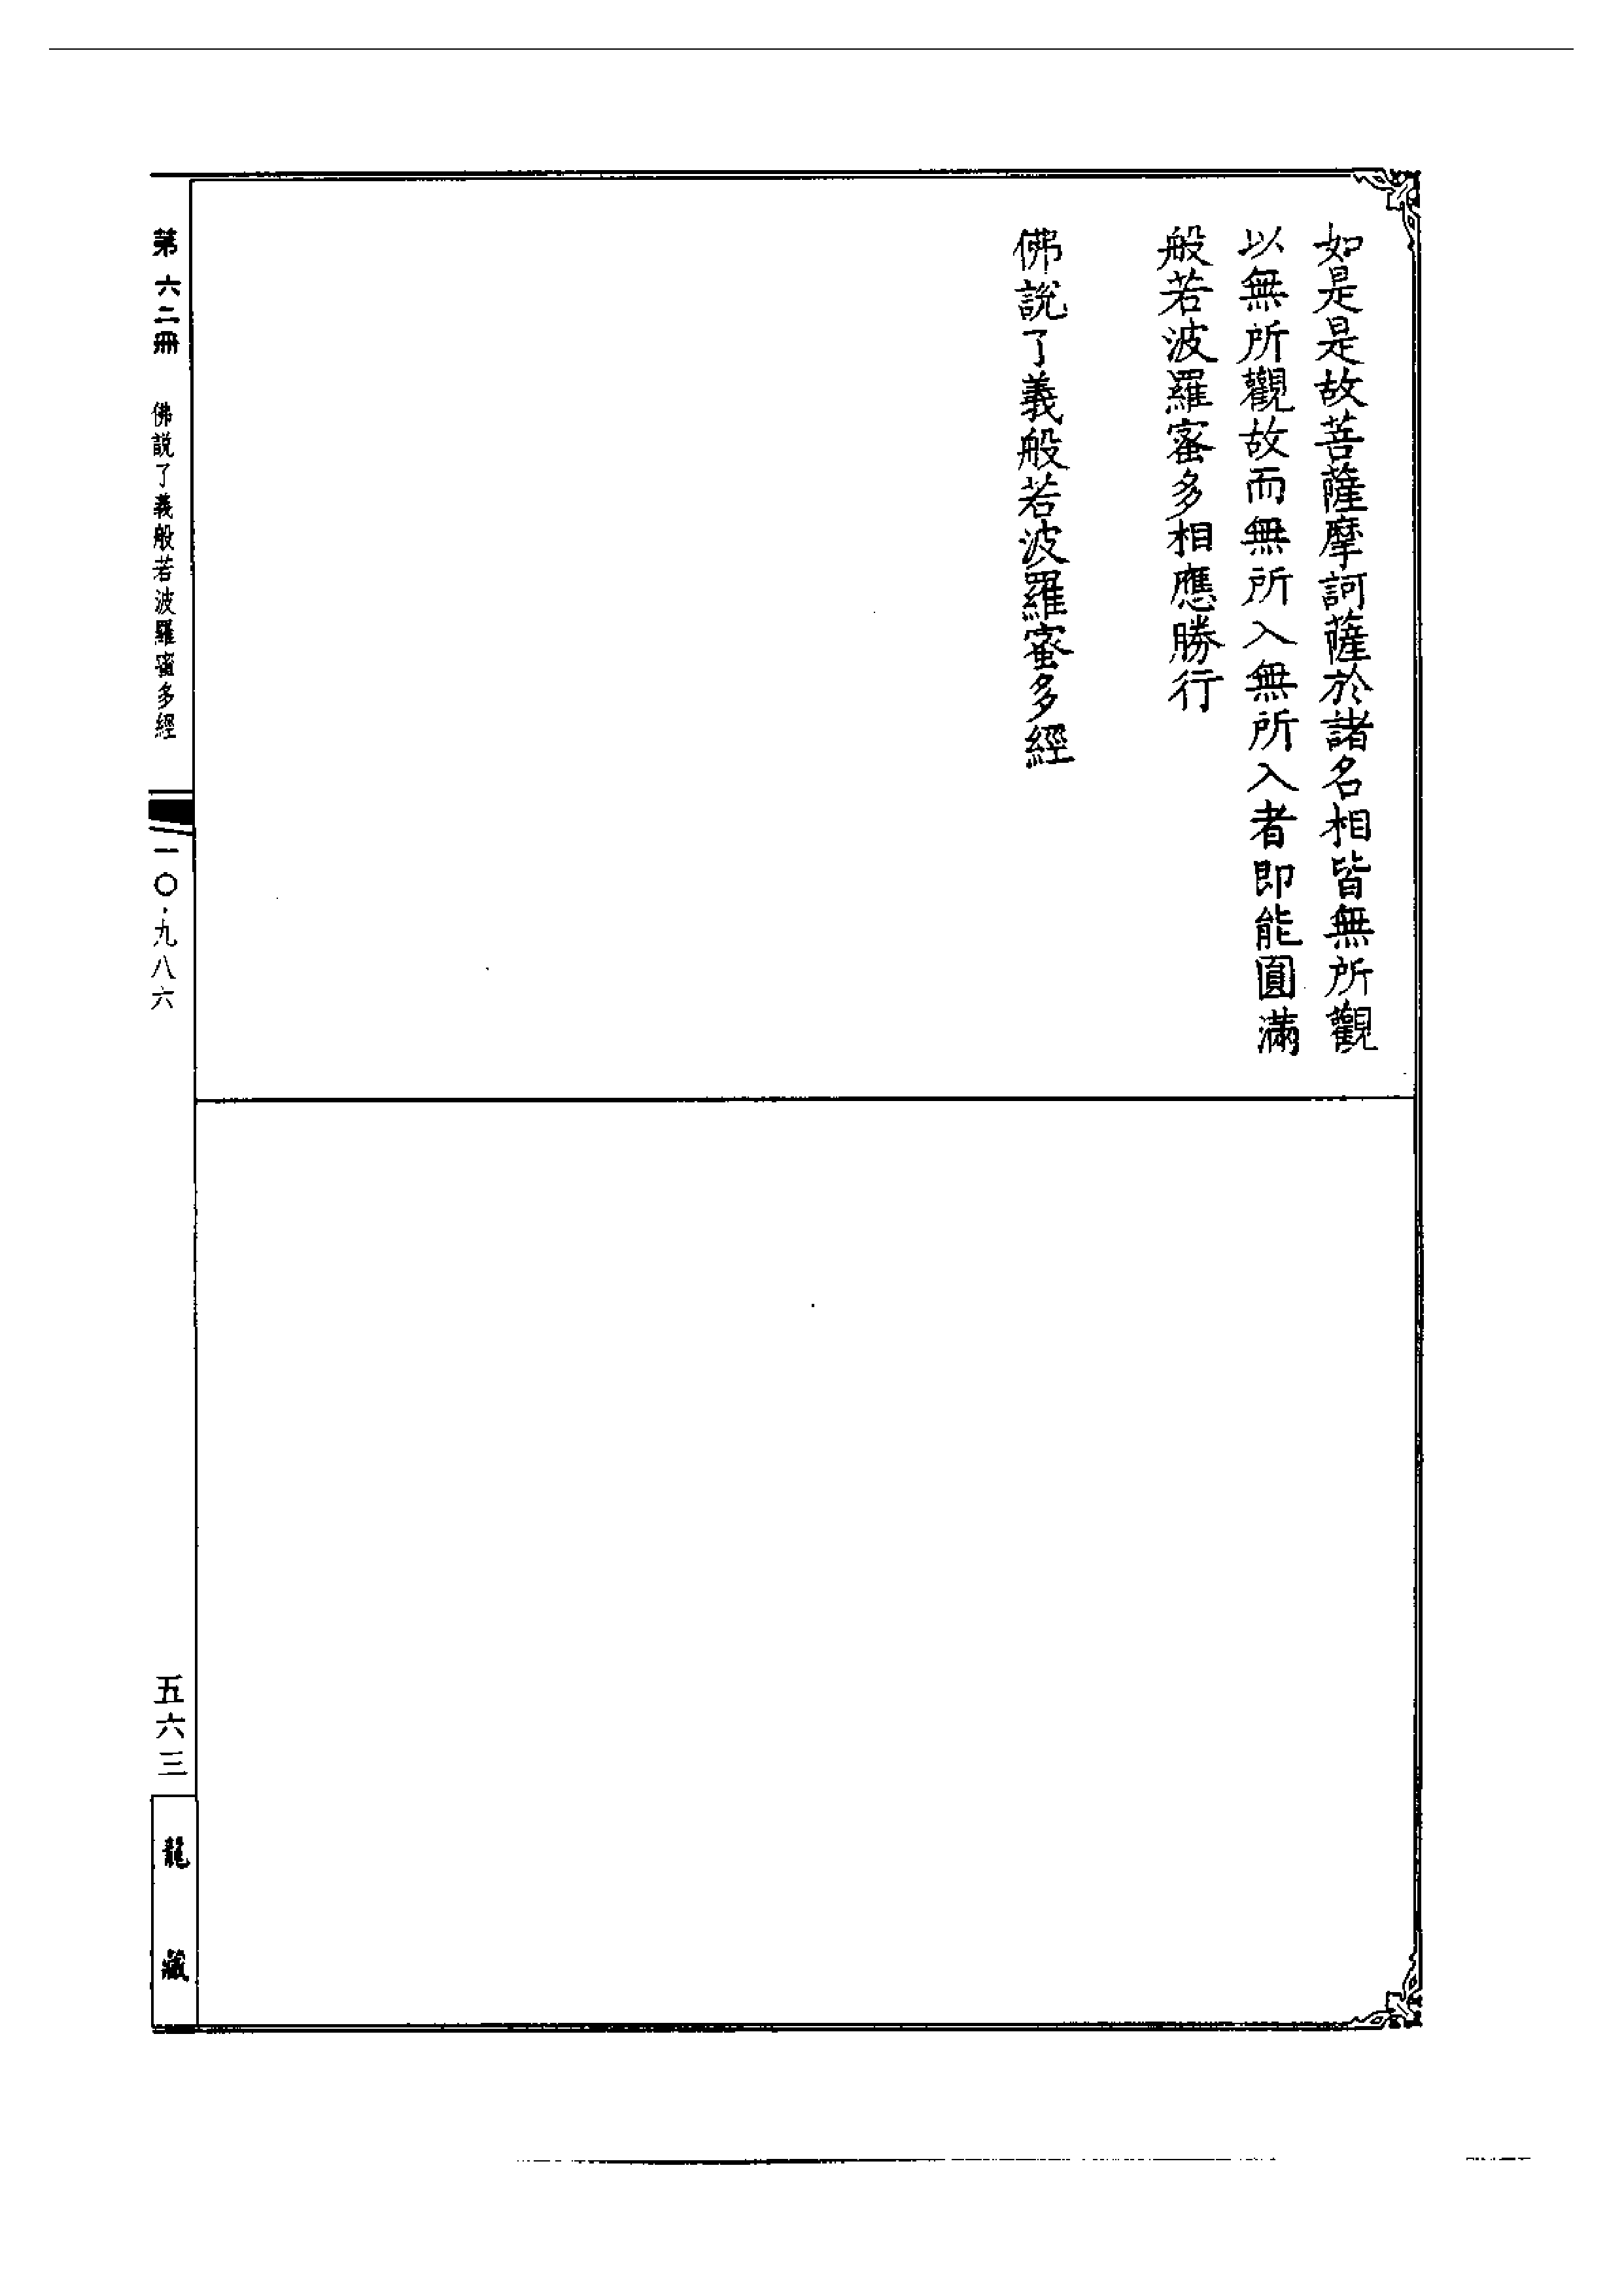 如是是故菩薩摩訶薩於諸名相皆無所觀
以無所觀故而無所入無所入者即能圓滿
般若波羅蜜多相應勝行
佛說了義般若波羅蜜多經
第六二冊 佛說了義般若波羅蜜多經
一〇·九八六
五六三
龍藏